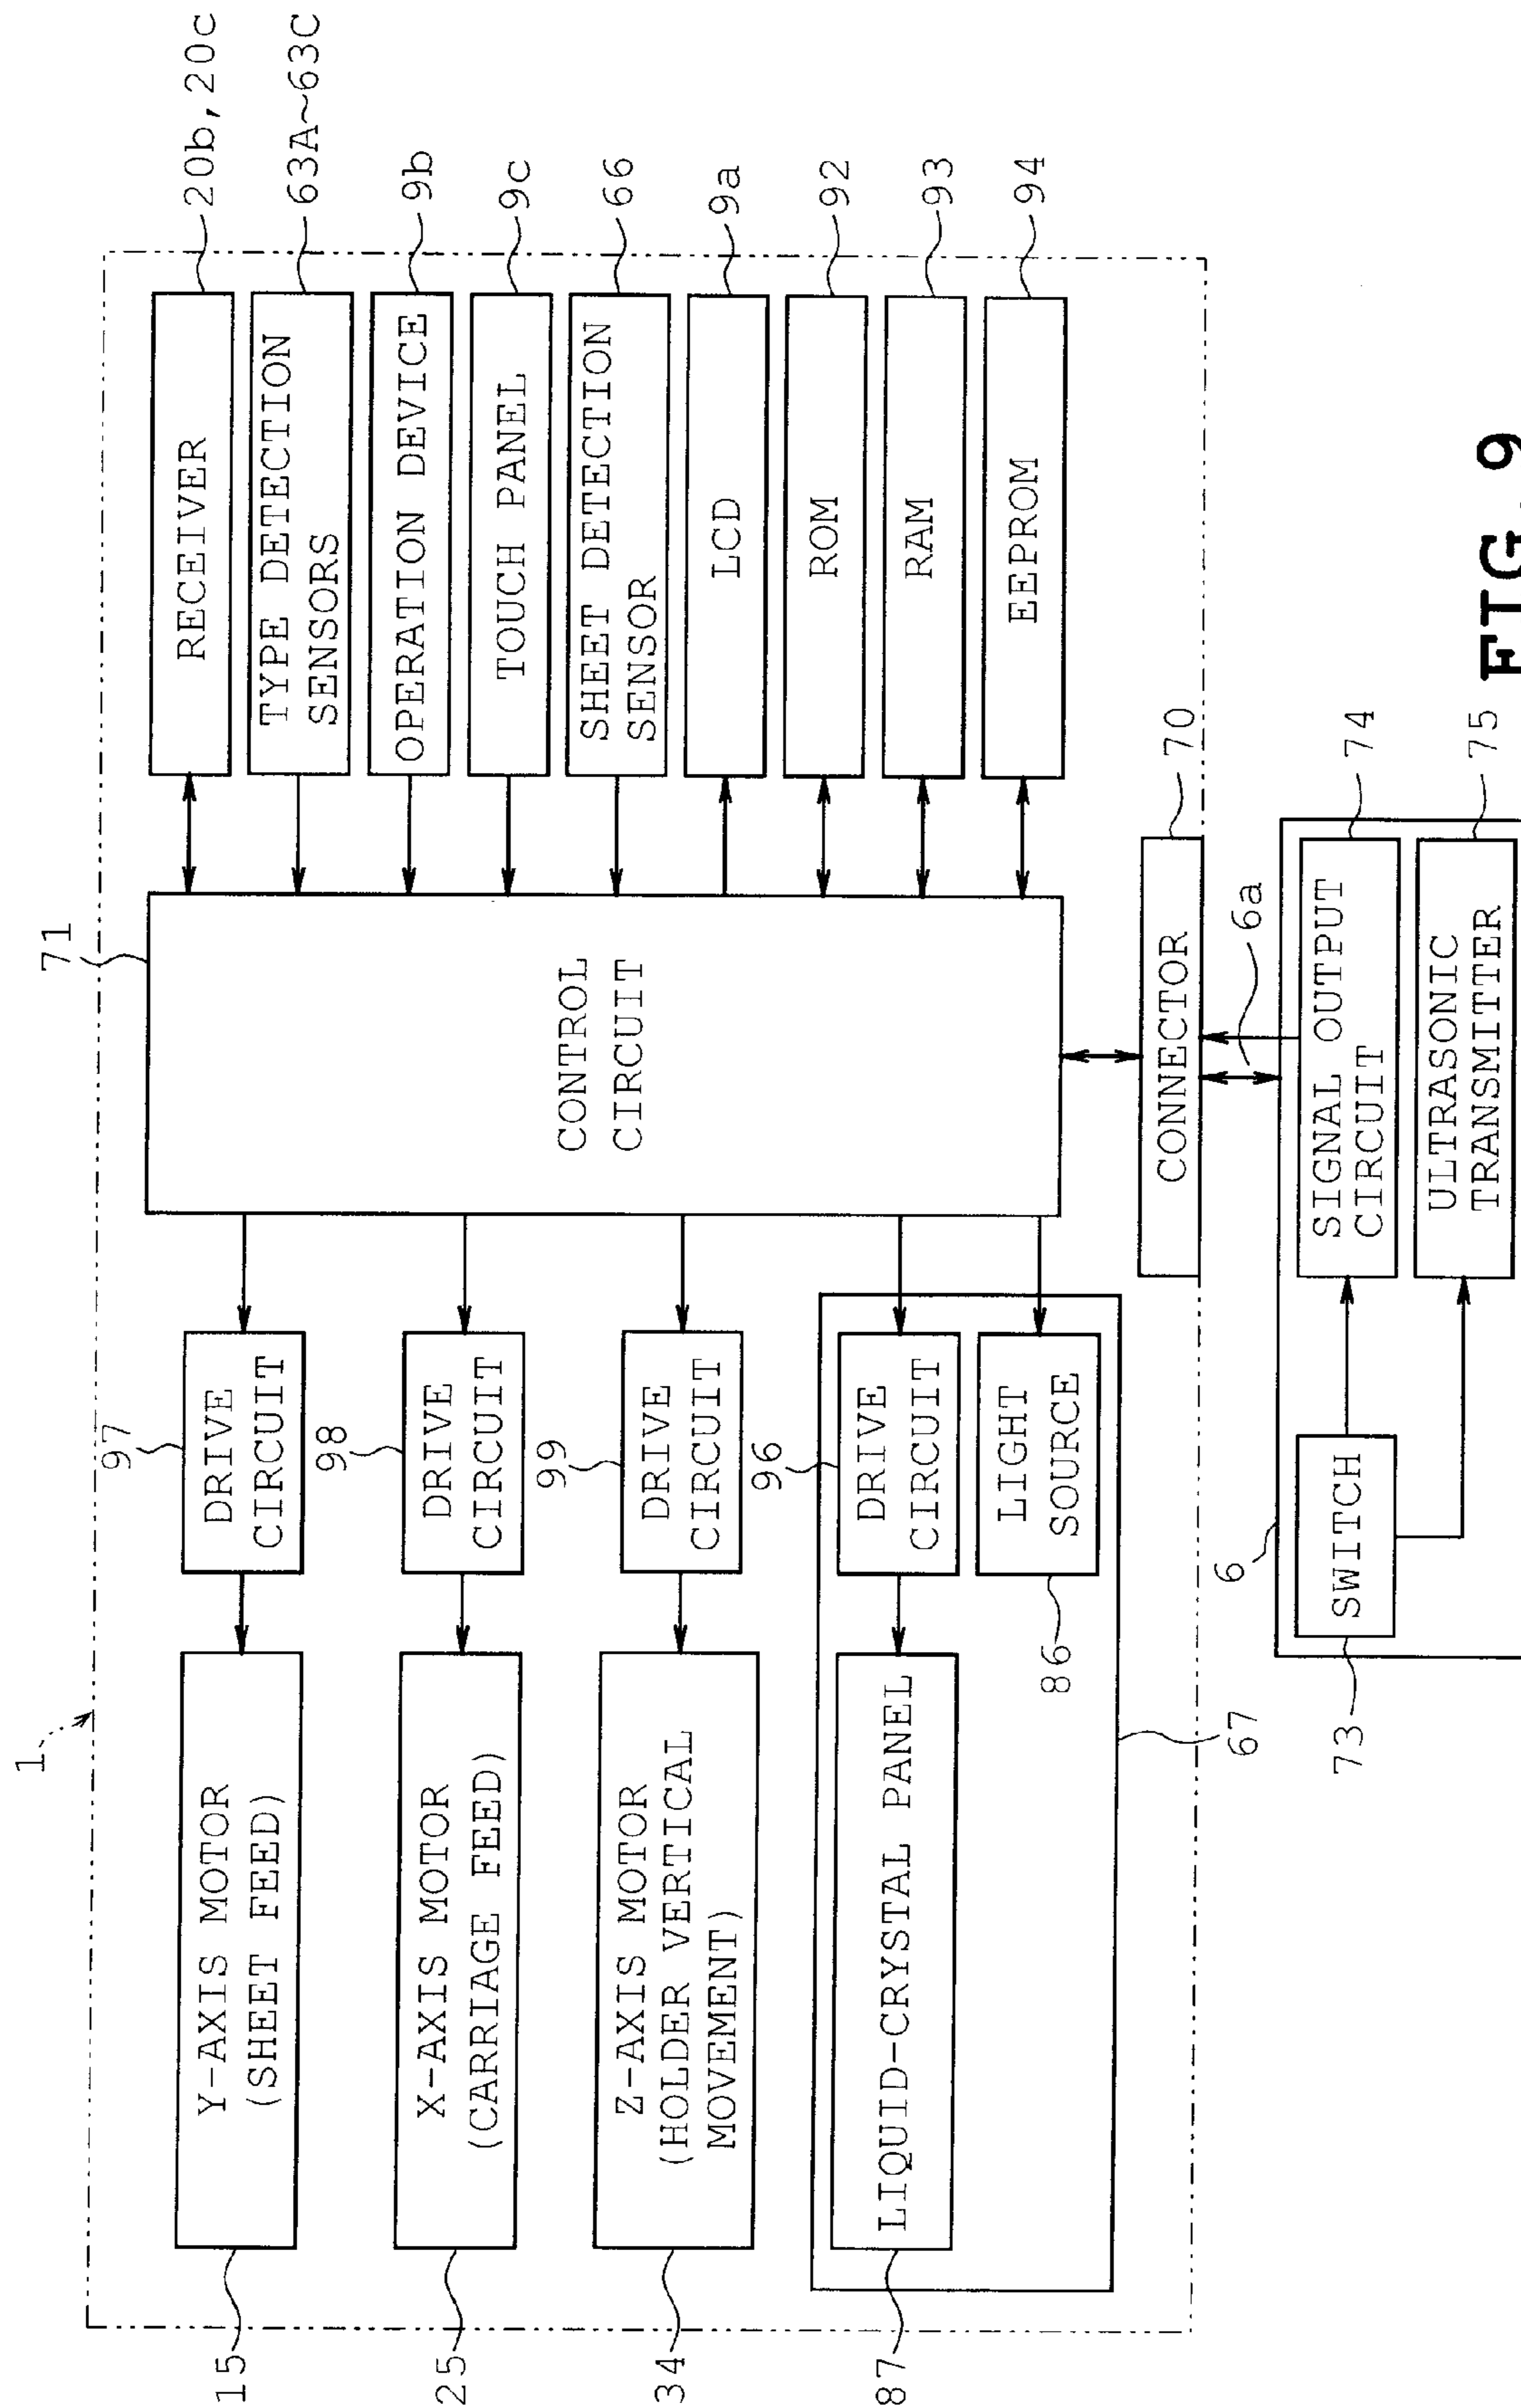 1
71
15
Y-AXIS MOTOR
(SHEET FEED)
97
DRIVE
CIRCUIT
25
X-AXIS MOTOR
(CARRIAGE FEED)
98
DRIVE
CIRCUIT
34
Z-AXIS MOTOR
(HOLDER VERTICAL
MOVEMENT)
99
DRIVE
CIRCUIT
87
LIQUID-CRYSTAL PANEL
96
DRIVE
CIRCUIT
86
LIGHT
SOURCE
67
CONTROL
CIRCUIT
RECEIVER
20b,20c
TYPE DETECTION
SENSORS
63A~63C
OPERATION DEVICE
9b
TOUCH PANEL
9c
SHEET DETECTION
SENSOR
66
LCD
9a
ROM
92
RAM
93
EEPROM
94
CONNECTOR
70
6a
6
73
SWITCH
SIGNAL OUTPUT
CIRCUIT
74
ULTRASONIC
TRANSMITTER
75
FIG. 9